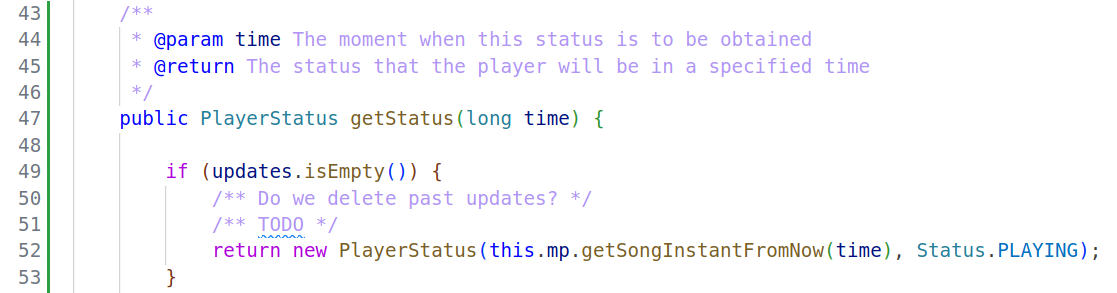 43 /**
44 * @param time The moment when this status is to be obtained
45 * @return The status that the player will be in a specified time
46 */
47 public PlayerStatus getStatus(long time) {
48
49 if (updates.isEmpty()) {
50 /** Do we delete past updates? */
51 /** TODO */
52 return new PlayerStatus(this.mp.getSongInstantFromNow(time), Status.PLAYING);
53 }